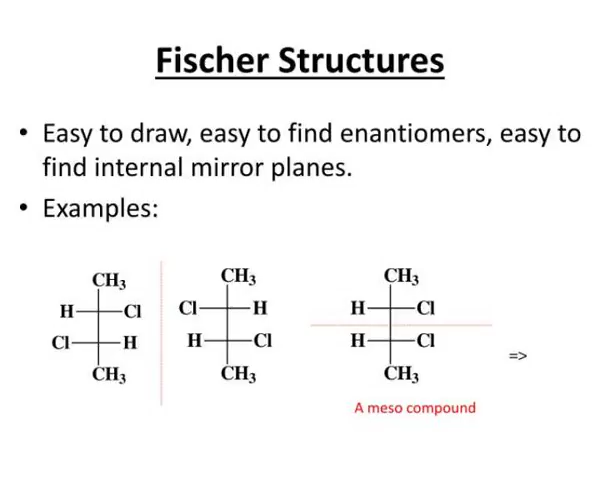 Fischer Structures
• Easy to draw, easy to find enantiomers, easy to
find internal mirror planes.
• Examples:
CH3 CH3 CH3
H Cl Cl H H Cl
Cl H H Cl H Cl
CH3 CH3 CH3
=>
A meso compound